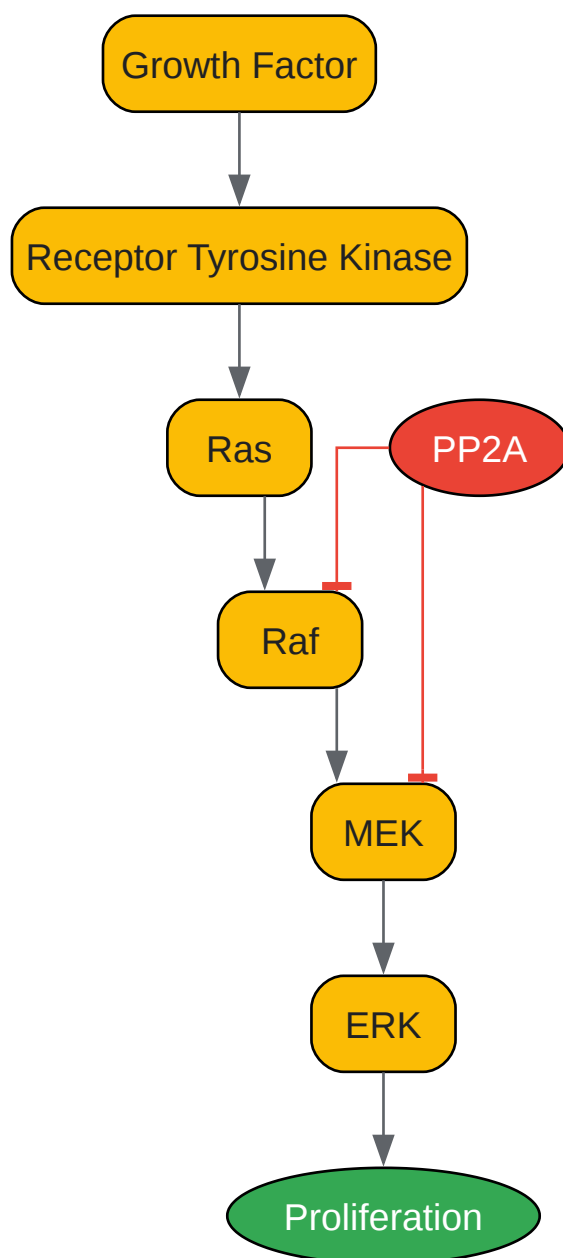 Growth Factor
Receptor Tyrosine Kinase
Ras
PP2A
Raf
MEK
ERK
Proliferation